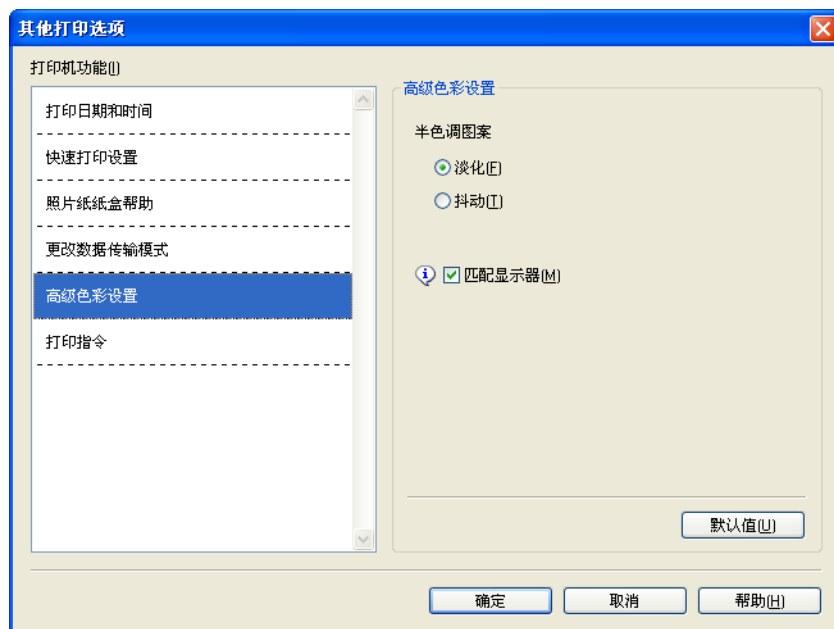 其他打印选项
打印机功能(I)
打印日期和时间
快速打印设置
照片纸纸盒帮助
更改数据传输模式
高级色彩设置
打印指令
高级色彩设置
半色调图案
淡化(F)
抖动(T)
匹配显示器(M)
默认值(U)
确定
取消
帮助(H)